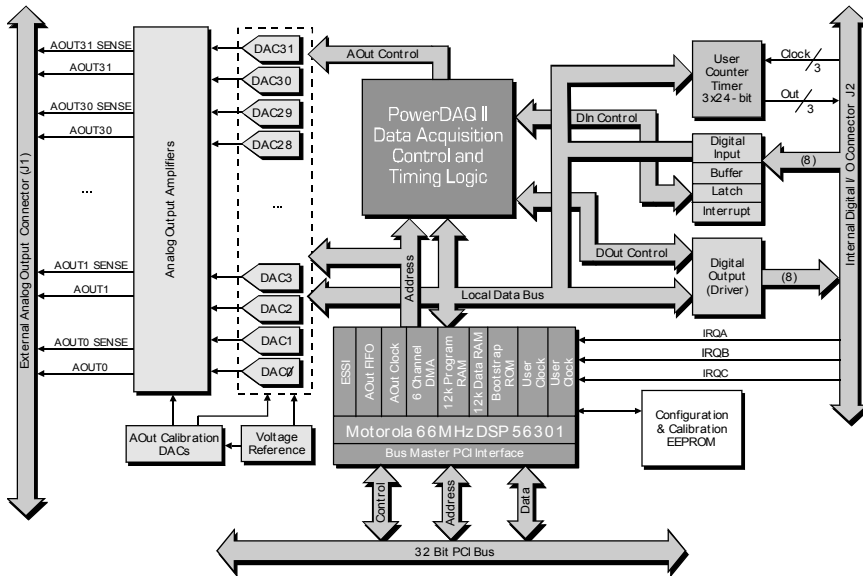 External Analog Output Connector (J1)
AOUT31 SENSE
AOUT31
AOUT30 SENSE
AOUT30
...
AOUT1 SENSE
AOUT1
AOUT0 SENSE
AOUT0
Analog Output Amplifiers
DAC31
DAC30
DAC29
DAC28
...
DAC3
DAC2
DAC1
DAC0
AOut Calibration
DACs
Voltage
Reference
AOut Control
PowerDAQ II
Data Acquisition
Control and
Timing Logic
Address
Local Data Bus
DIn Control
DOut Control
User
Counter
Timer
3x24 - bit
Clock
3
Out
3
Digital
Input
Buffer
Latch
Interrupt
(8)
Digital
Output
(Driver)
(8)
Internal Digital I/O Connector J2
IRQA
IRQB
IRQC
ESSI
AOut FIFO
AOut Clock
6 Channel
DMA
12k Program
RAM
12k Data RAM
Bootstrap
ROM
User
Clock
User
Clock
Motorola 66MHz DSP 56301
Bus Master PCI Interface
Configuration
& Calibration
EEPROM
Control
Address
Data
32 Bit PCI Bus